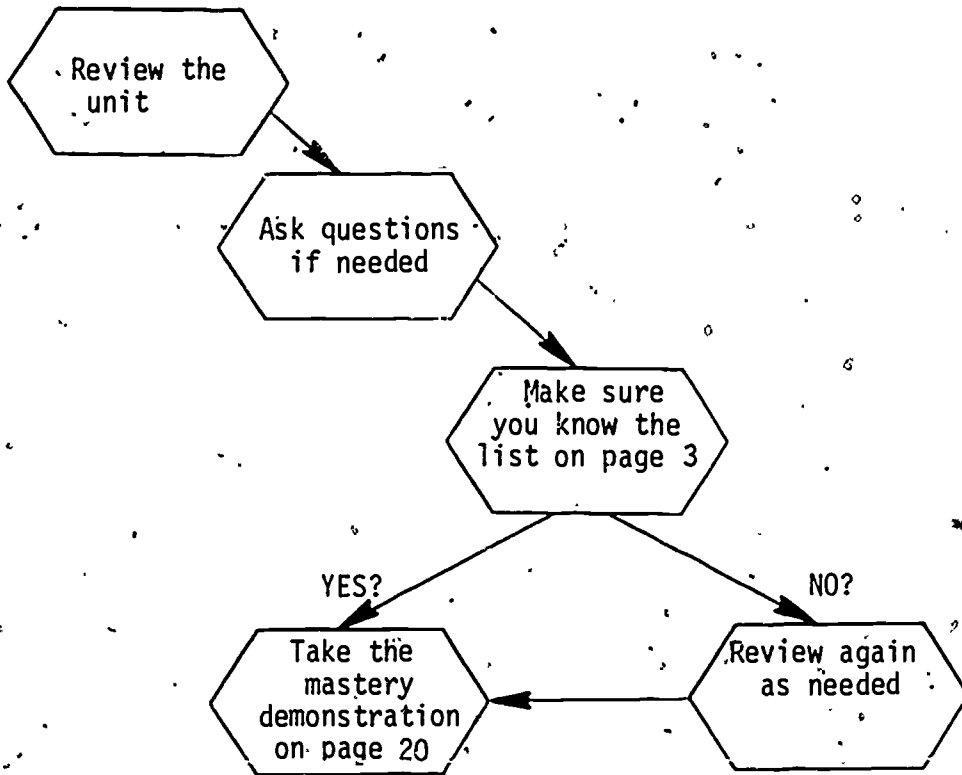 Review the
unit
Ask questions
if needed
Make sure
you know the
list on page 3
YES?
NO?
Take the
mastery
demonstration
on page 20
Review again
as needed